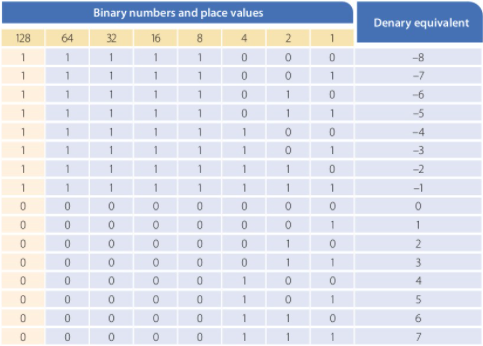 Binary numbers and place values Denary equivalent
128 64 32 16 8 4 2 1
1 1 1 1 1 0 0 0 –8
1 1 1 1 1 0 0 1 –7
1 1 1 1 1 0 1 0 –6
1 1 1 1 1 0 1 1 –5
1 1 1 1 1 1 0 0 –4
1 1 1 1 1 1 0 1 –3
1 1 1 1 1 1 1 0 –2
1 1 1 1 1 1 1 1 –1
0 0 0 0 0 0 0 0 0
0 0 0 0 0 0 0 1 1
0 0 0 0 0 0 1 0 2
0 0 0 0 0 0 1 1 3
0 0 0 0 0 1 0 0 4
0 0 0 0 0 1 0 1 5
0 0 0 0 0 1 1 0 6
0 0 0 0 0 1 1 1 7